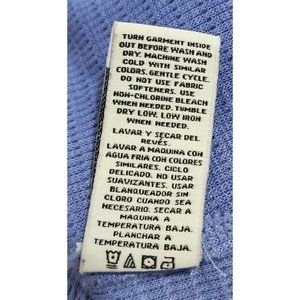 TURN GARMENT INSIDE
OUT BEFORE WASH AND
DRY. MACHINE WASH
COLD WITH SIMILAR
COLORS. GENTLE CYCLE.
DO NOT USE FABRIC
SOFTENERS. USE
NON-CHLORINE BLEACH
WHEN NEEDED. TUMBLE
DRY LOW. LOW IRON
WHEN NEEDED.
LAVAR Y SECAR DEL
REVÉS.
LAVAR A MAQUINA CON
AGUA FRIA CON COLORES
SIMILARES. CICLO
DELICADO. NO USAR
SUAVIZANTES. USAR
BLANQUEADOR SIN
CLORO CUANDO SEA
NECESARIO. SECAR A
MAQUINA A
TEMPERATURA BAJA.
PLANCHAR A
TEMPERATURA BAJA.